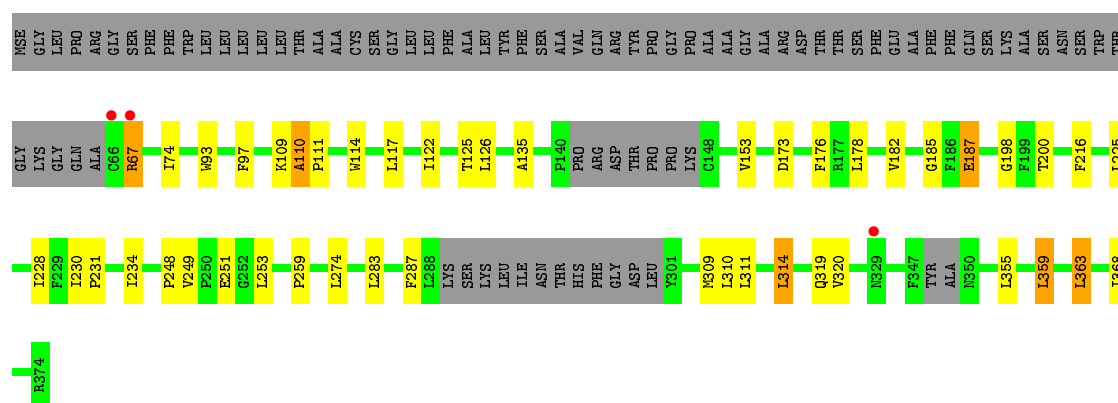 MSE GLY LEU PRO ARG GLY SER PHE PHE TRP LEU LEU LEU LEU LEU LEU THR ALA ALA CYS SER GLY LEU LEU PHE ALA LEU TYR PHE SER ALA VAL GLN ARG TYR PRO GLY PRO ALA ALA GLY ALA ARG ASP THR THR SER PHE GLU ALA PHE PHE GLN SER LYS ALA SER ASN SER TRP THR
GLY LYS GLY GLN ALA C66 R67 I74 W93 F97 K109 A110 P111 W114 L117 I122 T125 L126 A135 P140 PRO ARG ASP THR PRO PRO LYS C148 V153 D173 F176 R177 L178 V182 G185 F186 E187 G198 F199 T200 F216 L225
I228 F229 I230 P231 I234 P248 V249 P250 E251 G252 L253 P259 L274 L283 F287 L288 LYS SER LYS LEU ILE ASN THR HIS PHE GLY ASP LEU Y301 M309 L310 L311 L314 Q319 V320 N329 F347 TYR ALA N350 L355 L359 L363
R374